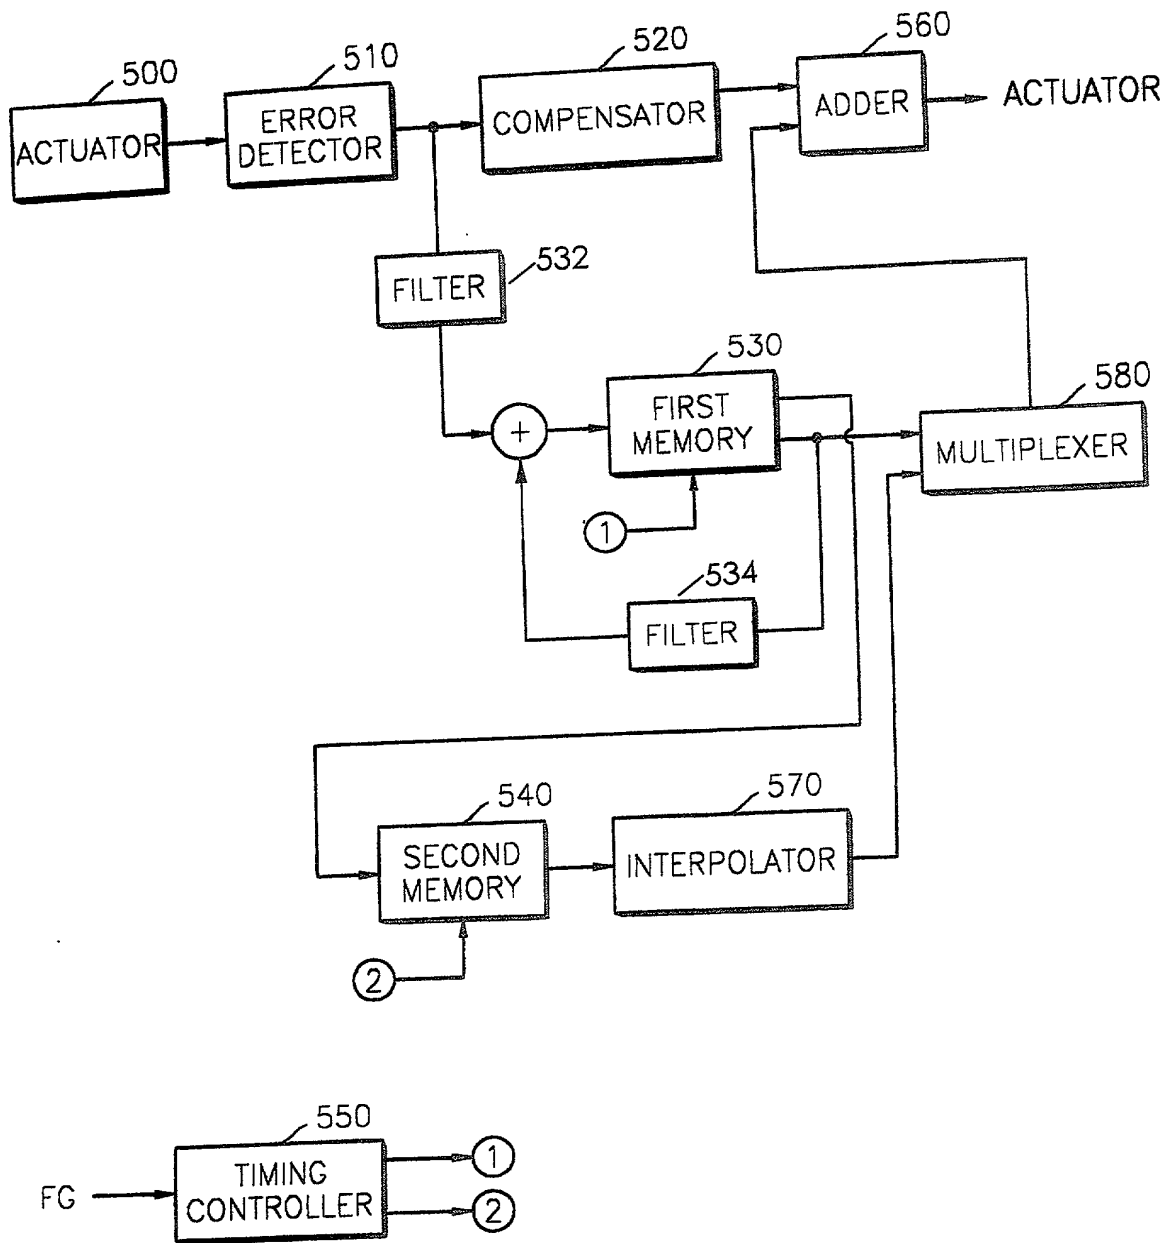 500
510
520
560
ACTUATOR
ERROR
DETECTOR
COMPENSATOR
ADDER
ACTUATOR
FILTER
532
530
FIRST
MEMORY
+
1
580
MULTIPLEXER
534
FILTER
540
SECOND
MEMORY
570
INTERPOLATOR
2
550
FG
TIMING
CONTROLLER
1
2